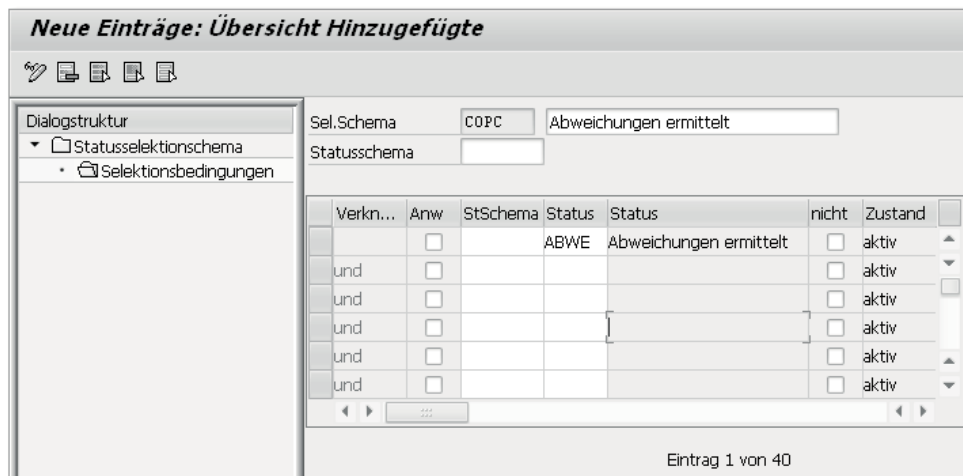 Neue Einträge: Übersicht Hinzugefügte
Dialogstruktur
Statusselektionschema
Selektionsbedingungen
Sel.Schema COPC Abweichungen ermittelt
Statusschema
Verkn... Anw StSchema Status Status nicht Zustand
ABWE Abweichungen ermittelt aktiv
und aktiv
und aktiv
und aktiv
und aktiv
und aktiv
Eintrag 1 von 40